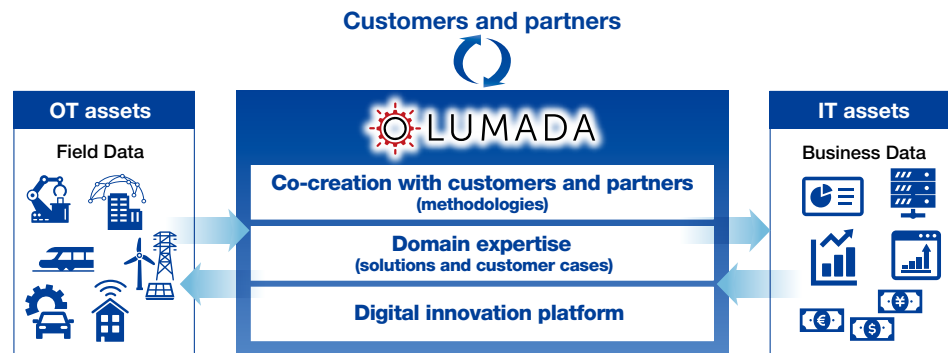 Customers and partners
OT assets
Field Data
LUMADA
Co-creation with customers and partners
(methodologies)
Domain expertise
(solutions and customer cases)
Digital innovation platform
IT assets
Business Data
¥
€
$